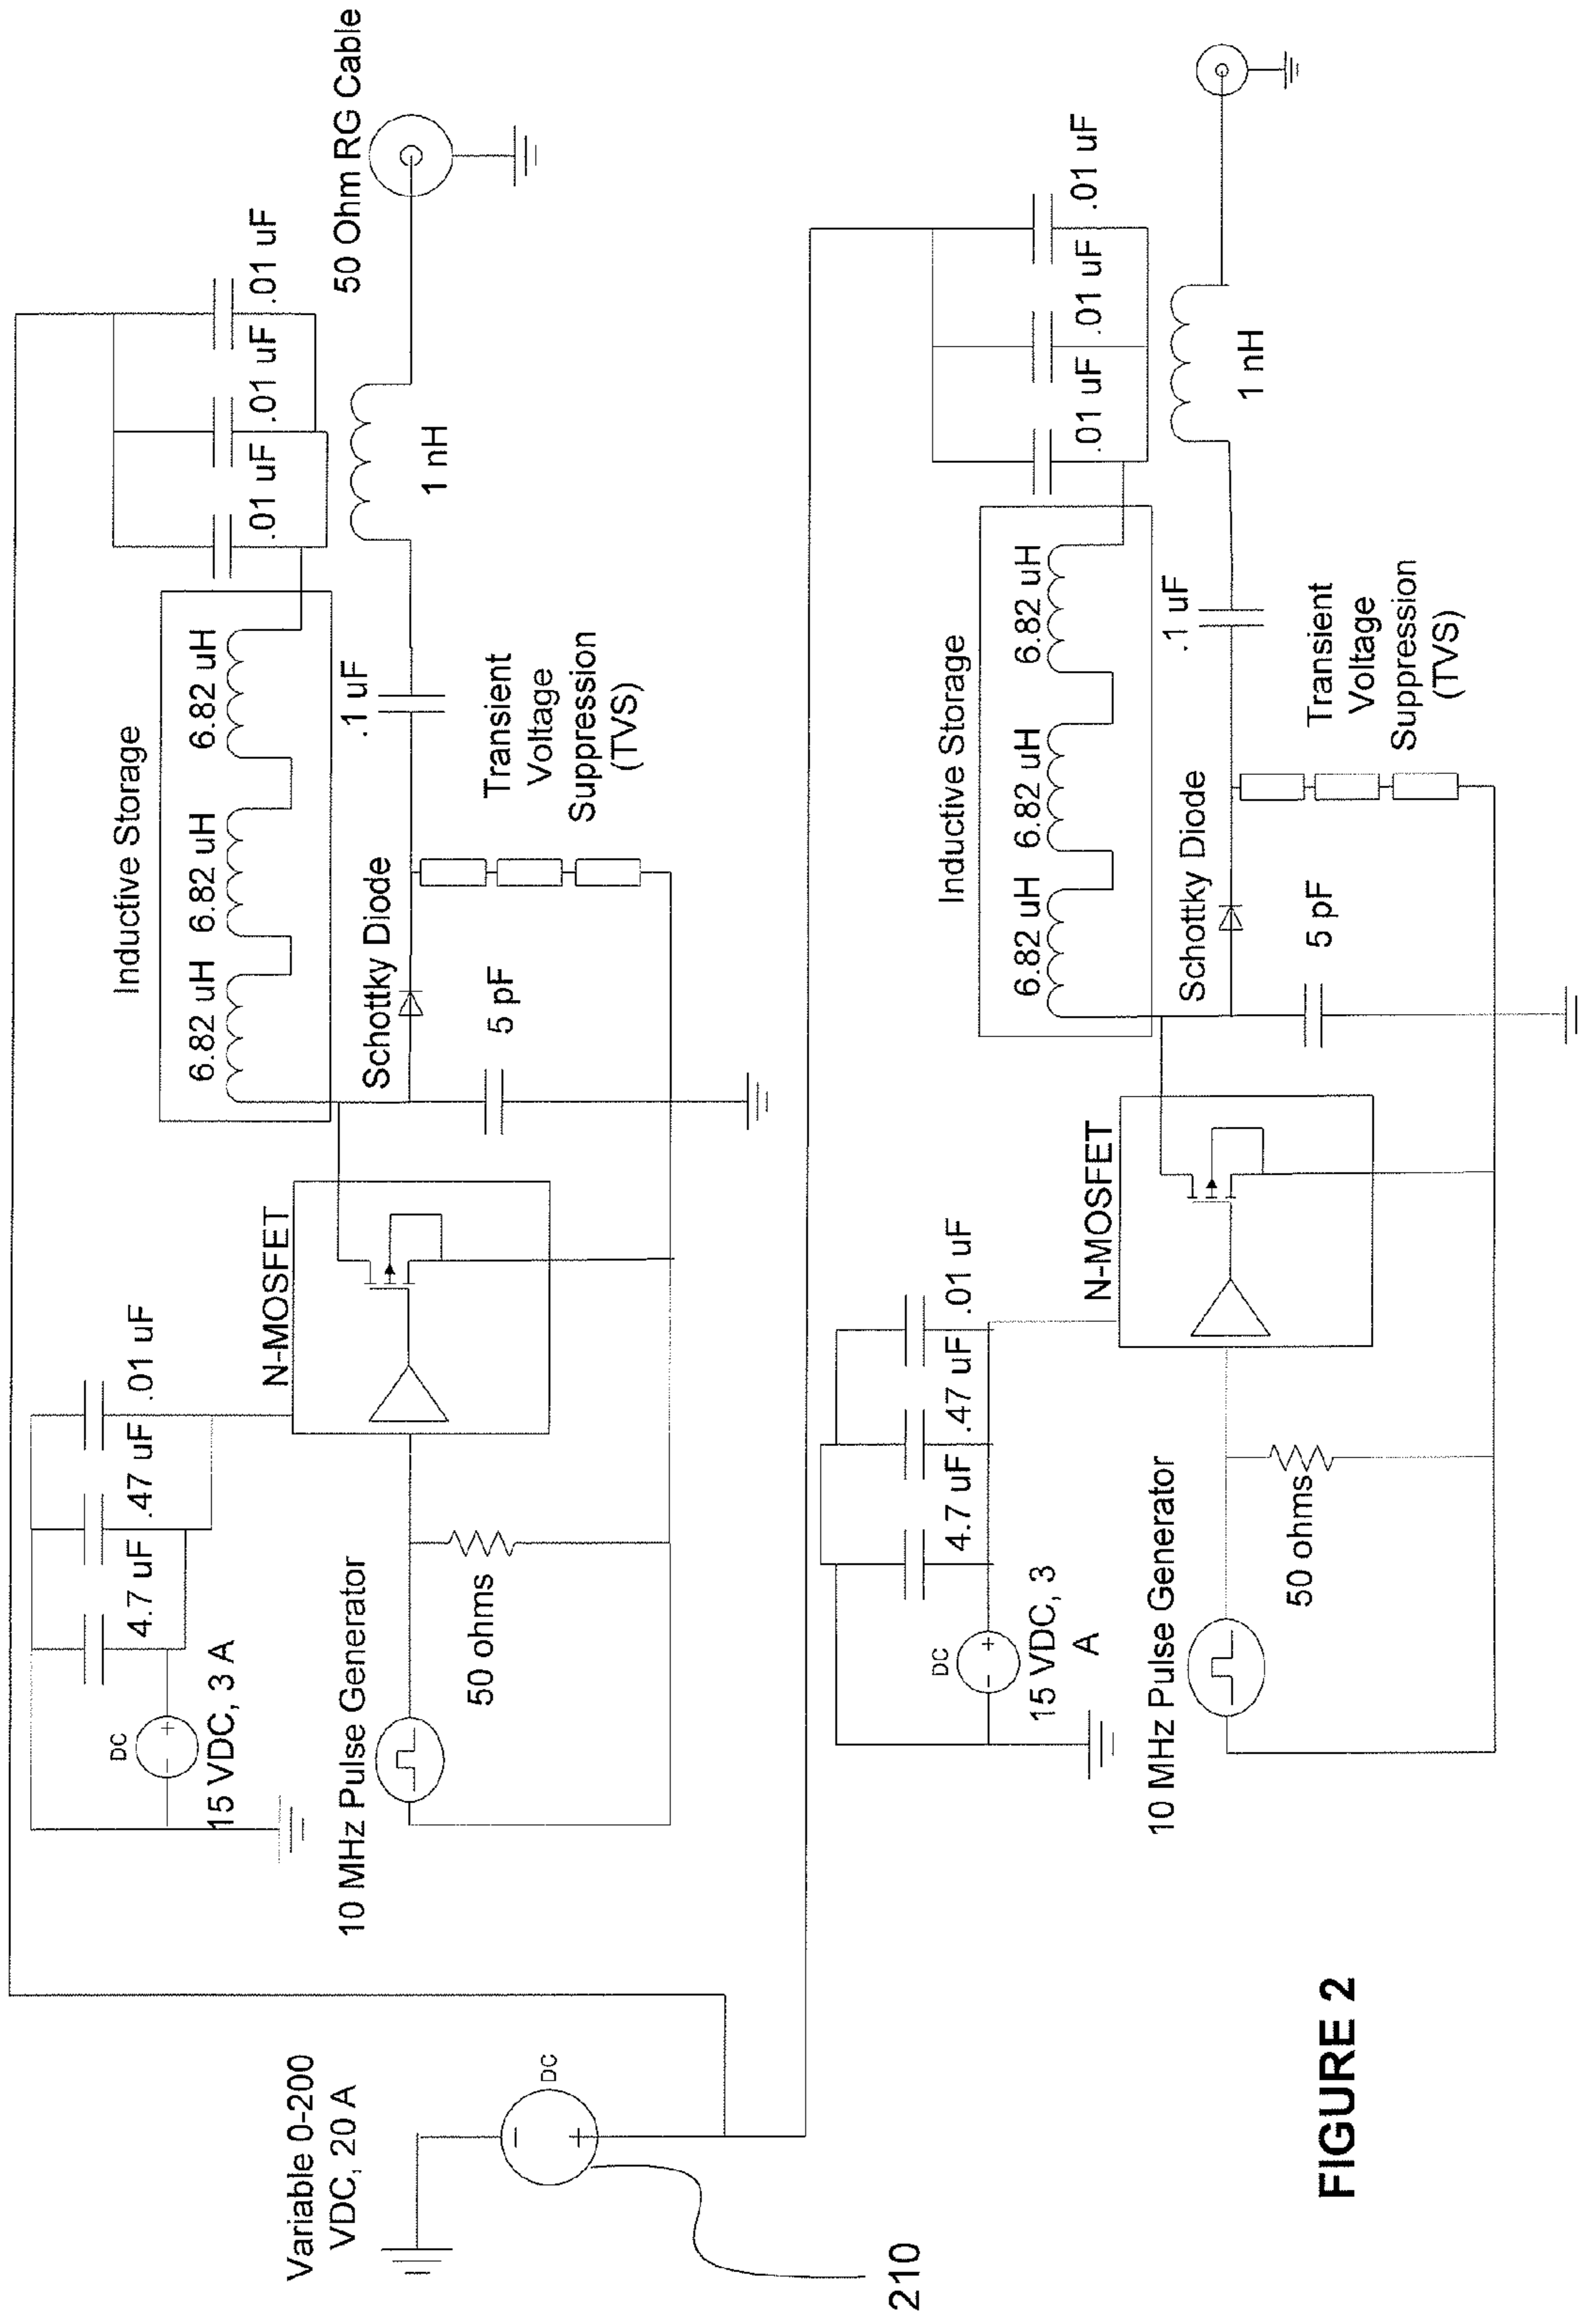 50 Ohm RG Cable
.01 uF
.01 uF
.01 uF
1 nH
Inductive Storage
6.82 uH
6.82 uH
6.82 uH
.1 uF
Transient
Voltage
Suppression
(TVS)
Schottky Diode
5 pF
N-MOSFET
4.7 uF
.47 uF
.01 uF
DC
- +
15 VDC, 3 A
10 MHz Pulse Generator
50 ohms
.01 uF
.01 uF
.01 uF
1 nH
Inductive Storage
6.82 uH
6.82 uH
6.82 uH
.1 uF
Transient
Voltage
Suppression
(TVS)
Schottky Diode
5 pF
N-MOSFET
4.7 uF
.47 uF
.01 uF
DC
- +
15 VDC, 3
A
10 MHz Pulse Generator
50 ohms
Variable 0-200
VDC, 20 A
DC
- +
210
FIGURE 2